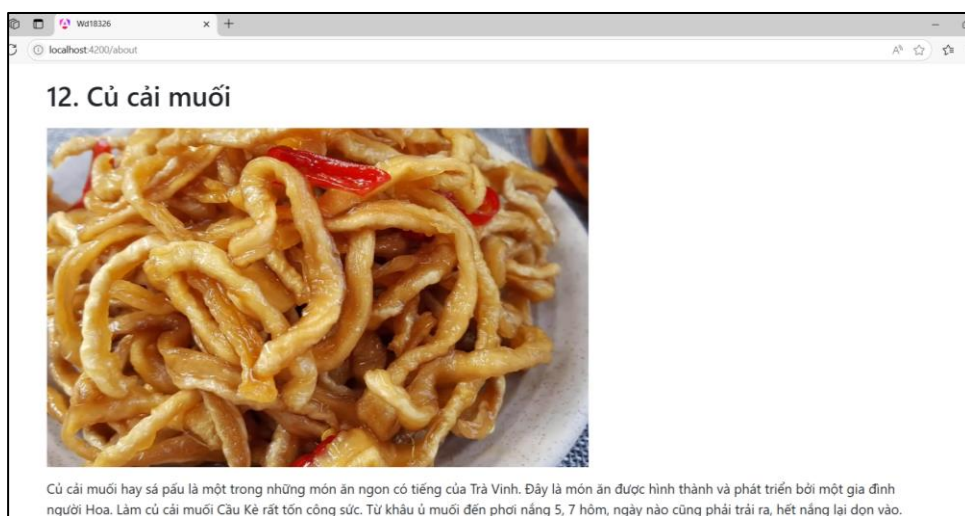 Wd18326
localhost:4200/about
12. Củ cải muối
Củ cải muối hay sá pấu là một trong những món ăn ngon có tiếng của Trà Vinh. Đây là món ăn được hình thành và phát triển bởi một gia đình
người Hoa. Làm củ cải muối Cầu Kè rất tốn công sức. Từ khâu ủ muối đến phơi nắng 5, 7 hôm, ngày nào cũng phải trải ra, hết nắng lại dọn vào.